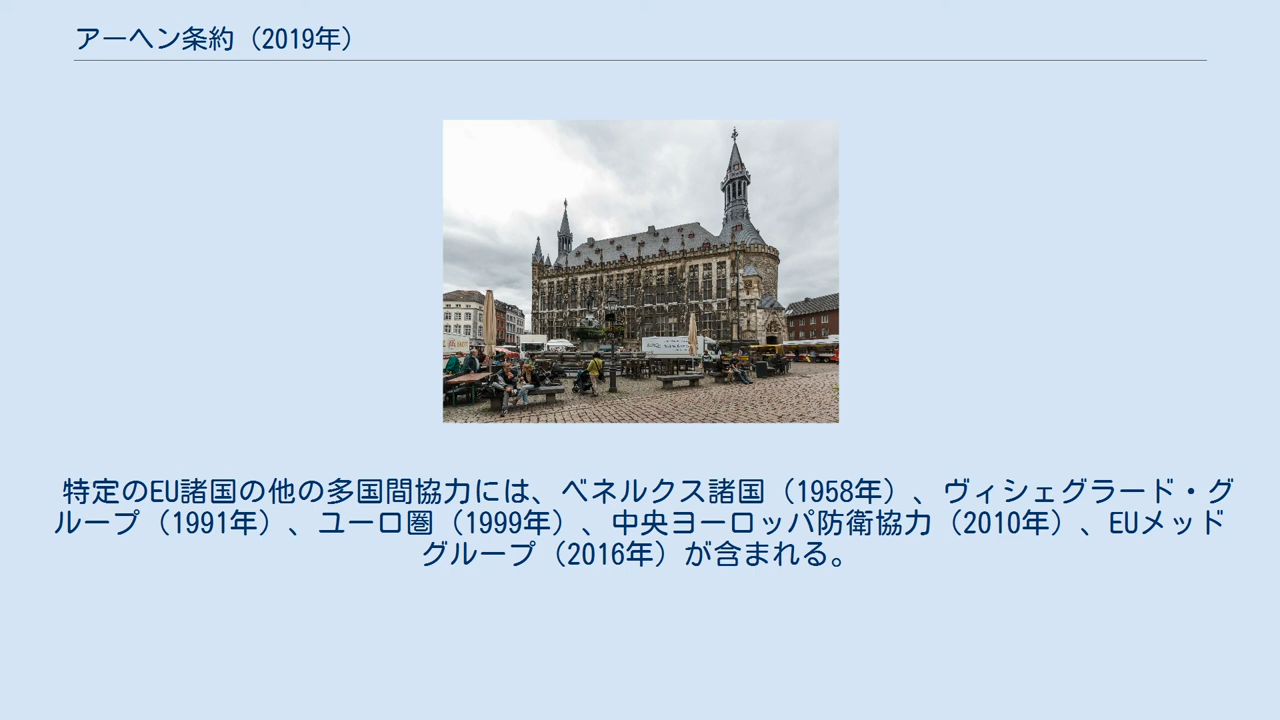 アーヘン条約（2019年）
特定のEU諸国の他の多国間協力には、ベネルクス諸国（1958年）、ヴィシェグラード・グ
ループ（1991年）、ユーロ圏（1999年）、中央ヨーロッパ防衛協力（2010年）、EUメッド
グループ（2016年）が含まれる。